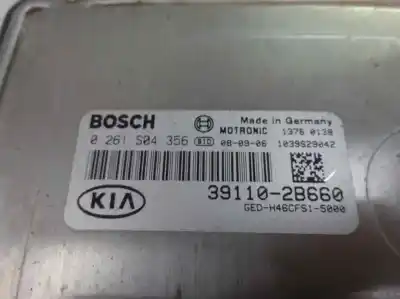 BOSCH Made in Germany
MOTRONIC 1376 0138
0 261 S04 356 BID 08-09-06 1039S29042
KIA 39110-2B660
GED-H46CFS1-5000